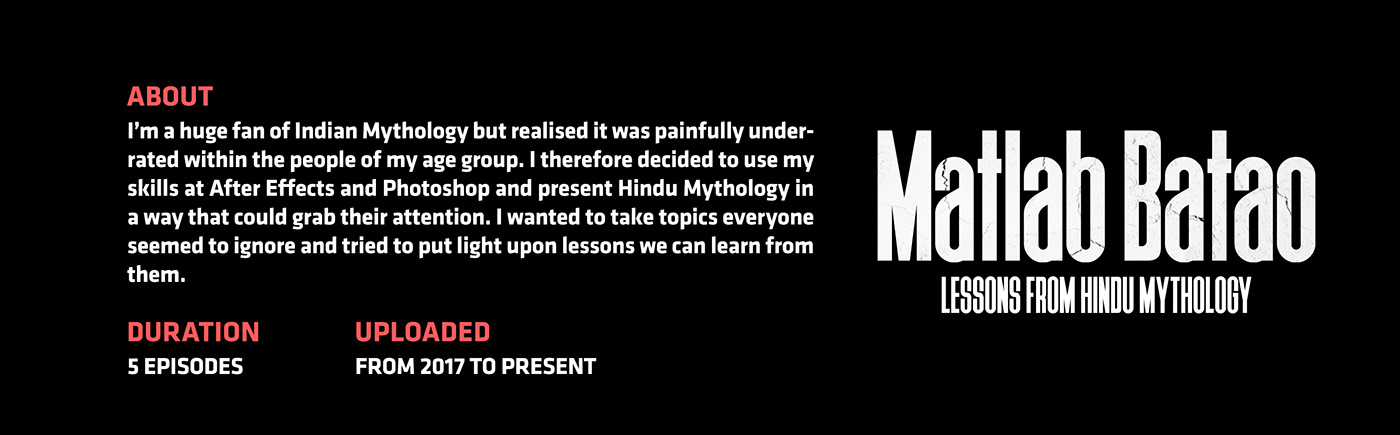 ABOUT
I'm a huge fan of Indian Mythology but realised it was painfully under-
rated within the people of my age group. I therefore decided to use my
skills at After Effects and Photoshop and present Hindu Mythology in
a way that could grab their attention. I wanted to take topics everyone
seemed to ignore and tried to put light upon lessons we can learn from
them.
DURATION
5 EPISODES
UPLOADED
FROM 2017 TO PRESENT
Matlab Batao
LESSONS FROM HINDU MYTHOLOGY